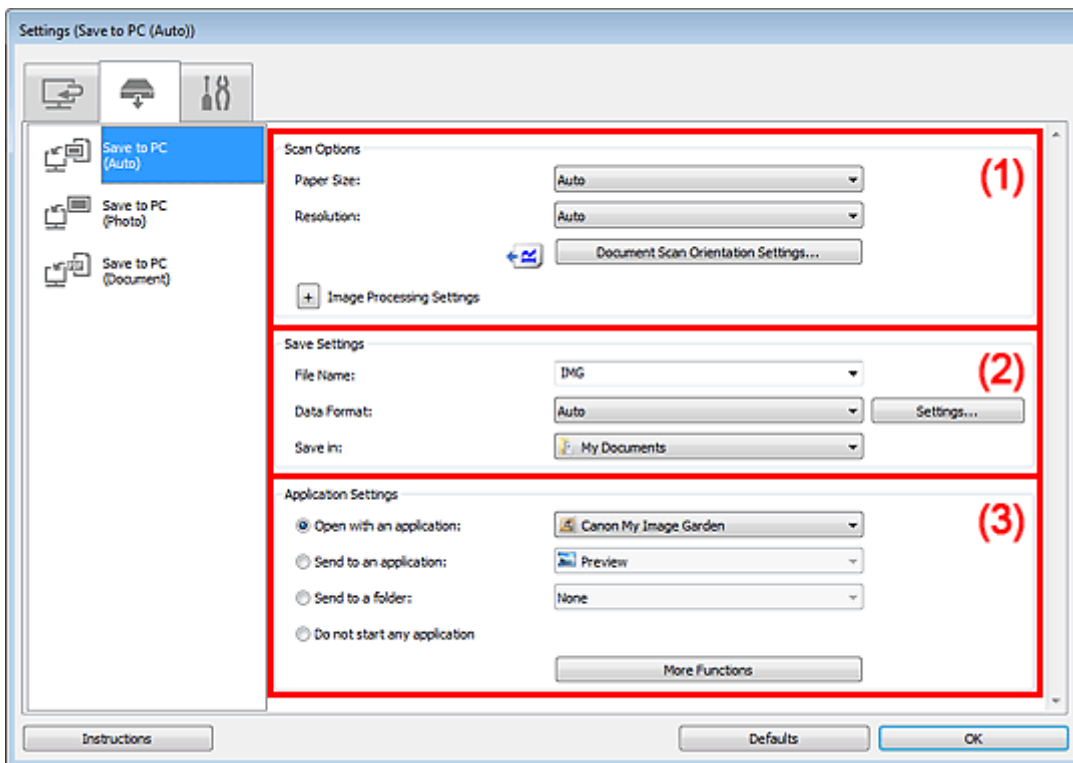 Settings (Save to PC (Auto))
Save to PC
(Auto)
Save to PC
(Photo)
Save to PC
(Document)
Scan Options
(1)
Paper Size: Auto
Resolution: Auto
Document Scan Orientation Settings...
+ Image Processing Settings
Save Settings
(2)
File Name: IMG
Data Format: Auto Settings...
Save in: My Documents
Application Settings
(3)
Open with an application: Canon My Image Garden
Send to an application: Preview
Send to a folder: None
Do not start any application
More Functions
Instructions Defaults OK